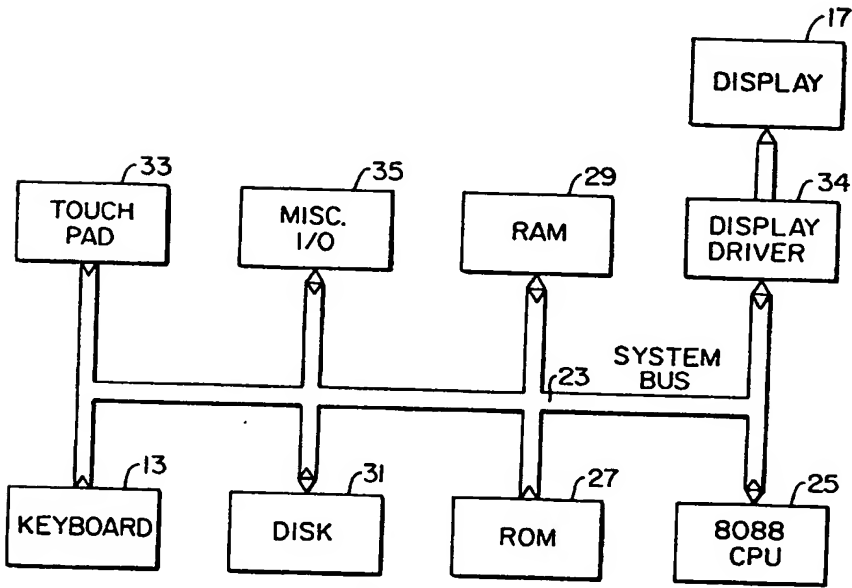 17
DISPLAY
33
TOUCH
PAD
35
MISC.
I/O
29
RAM
34
DISPLAY
DRIVER
SYSTEM
BUS
23
13
KEYBOARD
31
DISK
27
ROM
25
8088
CPU